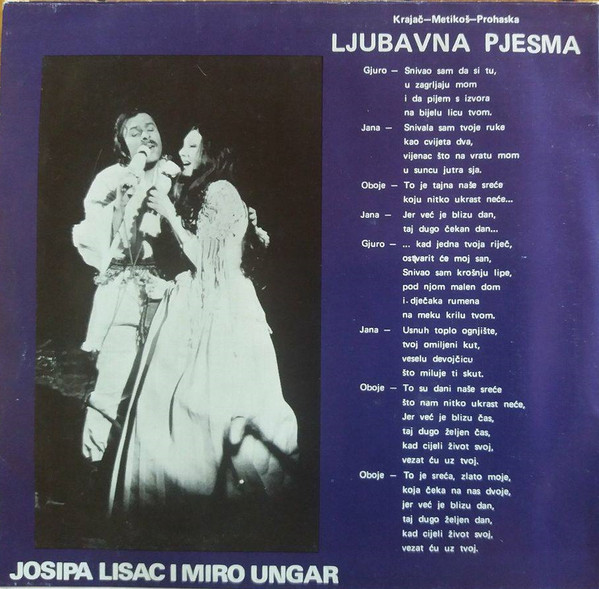 Krajač—Metikoš—Prohaska
LJUBAVNA PJESMA
Gjuro — Snivao sam da si tu,
u zagrljaju mom
i da pijem s izvora
na bijelu licu tvom.
Jana — Snivala sam tvoje ruke
kao cvijeta dva,
vijenac što na vratu mom
u suncu jutra sja.
Oboje — To je tajna naše sreće
koju nitko ukrast neće...
Jana — Jer već je blizu dan,
taj dugo čekan dan...
Gjuro — ... kad jedna tvoja riječ,
ostvarit će moj san,
Snivao sam krošnju lipe,
pod njom malen dom
i dječaka rumena
na meku krilu tvom.
Jana — Usnuh toplo ognjište,
tvoj omiljeni kut,
veselu devojčicu
što miluje ti skut.
Oboje — To su dani naše sreće
što nam nitko ukrast neće,
Jer već je blizu čas,
taj dugo željen čas,
kad cijeli život svoj,
vezat ću uz tvoj.
Oboje — To je sreća, zlato moje,
koja čeka na nas dvoje,
jer već je blizu dan,
taj dugo željen dan,
kad cijeli život svoj,
vezat ću uz tvoj.
JOSIPA LISAC I MIRO UNGAR